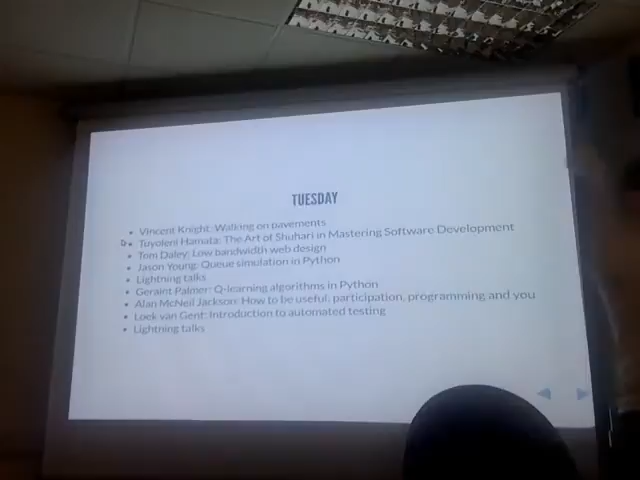 TUESDAY
Vincent Knight: Walking on pavements
Tuyoleni Hamata: The Art of Shuhari in Mastering Software Development
Tom Daley: Low bandwidth web design
Jason Young: Queue simulation in Python
Lightning talks
Geraint Palmer: Q-learning algorithms in Python
Alan McNeil Jackson: How to be useful: participation, programming and you
Loek van Gent: Introduction to automated testing
Lightning talks